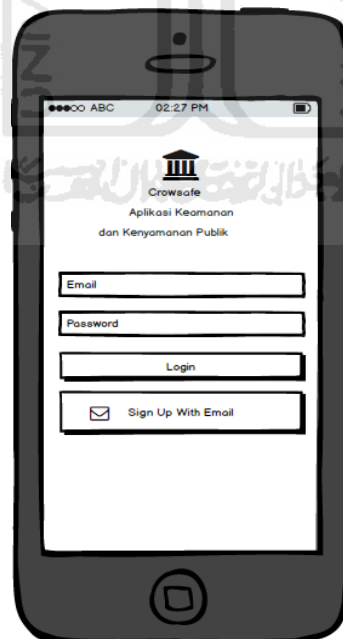 ABC 02:27 PM
Crowsafe
Aplikasi Keamanan
dan Kenyamanan Publik
Email
Password
Login
Sign Up With Email